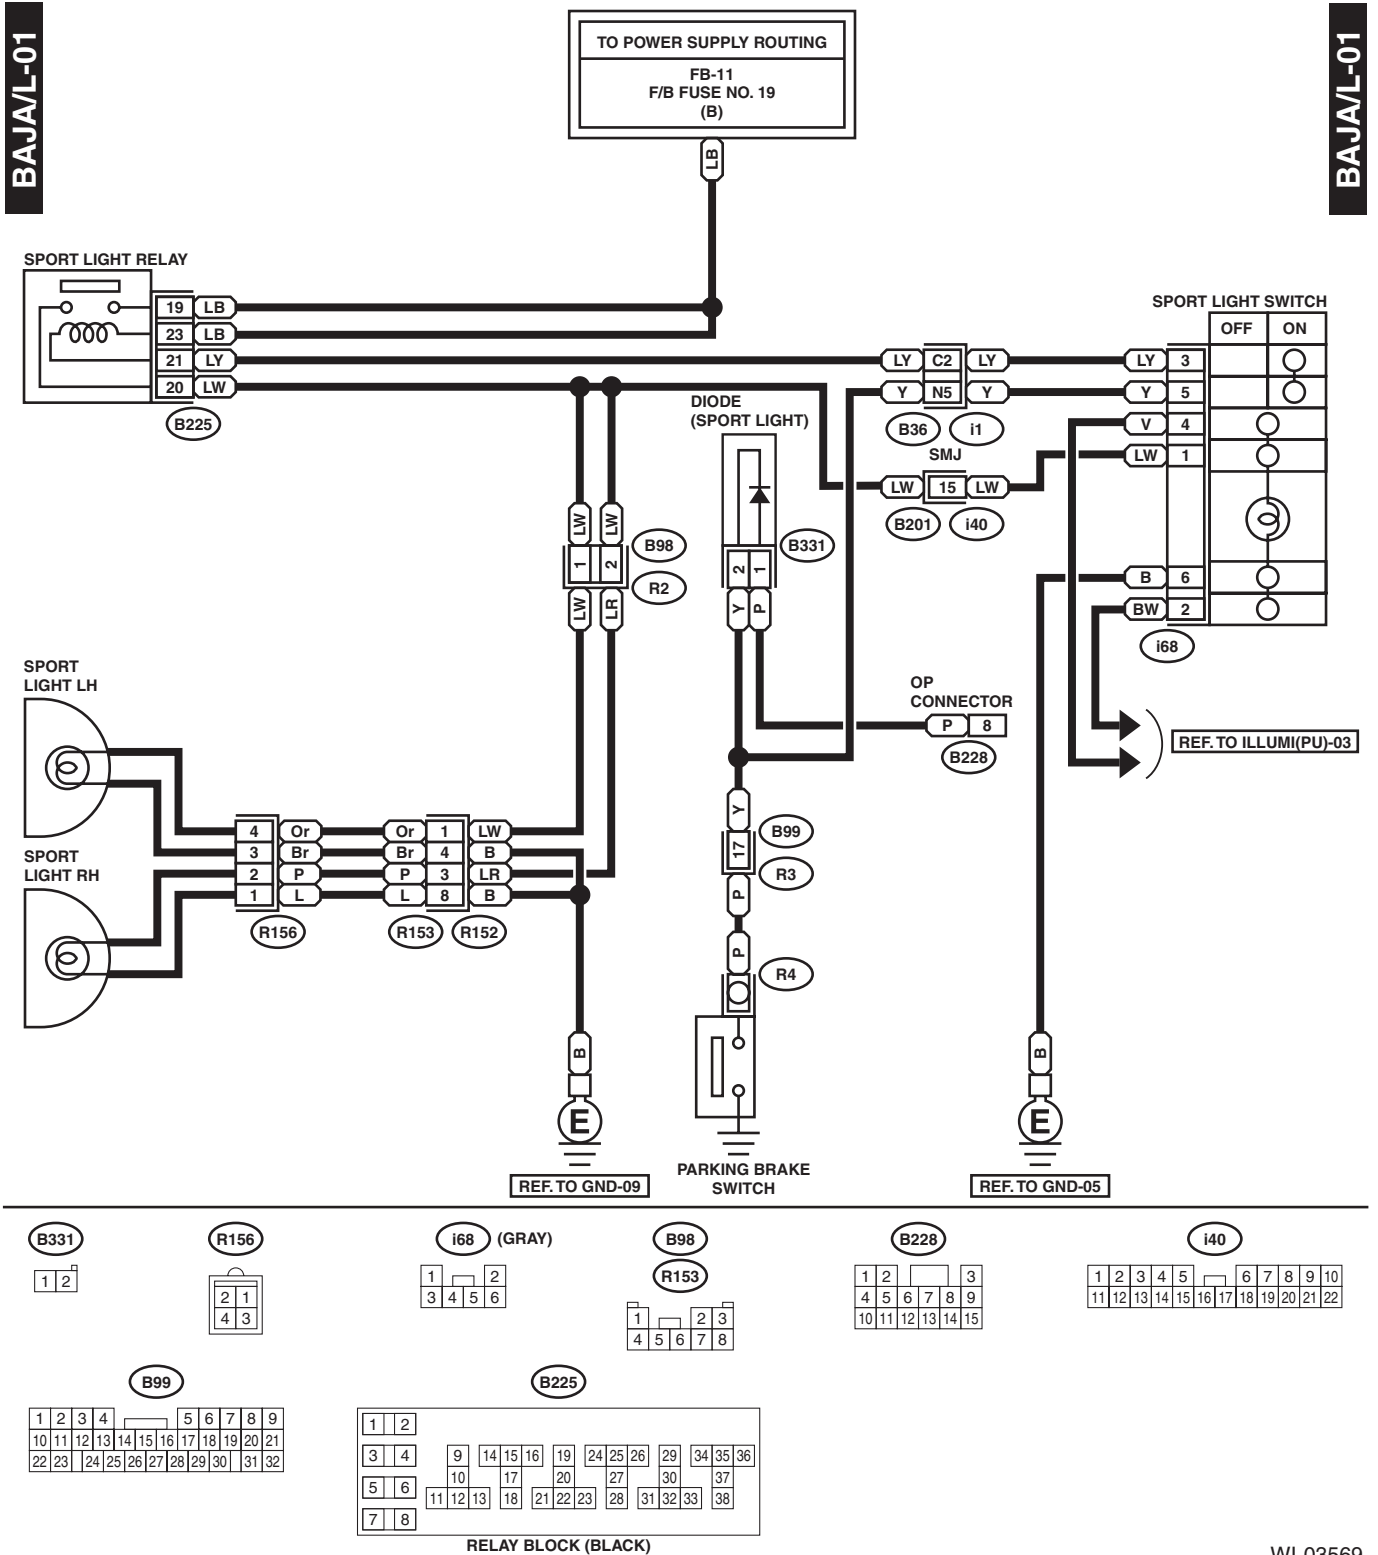 BAJA/L-01
BAJA/L-01
TO POWER SUPPLY ROUTING
FB-11
F/B FUSE NO. 19
(B)
LB
SPORT LIGHT RELAY
19 LB
23 LB
21 LY
20 LW
B225
SPORT LIGHT SWITCH
OFF ON
LY C2 LY
LY 3
Y N5 Y
Y 5
B36 i1
V 4
LW 1
SMJ
LW 15 LW
B201 i40
B 6
BW 2
i68
DIODE
(SPORT LIGHT)
B331
2 1
Y P
LW LW
B98
1 2
R2
LW LR
OP
CONNECTOR
P 8
B228
REF. TO ILLUMI(PU)-03
SPORT
LIGHT LH
SPORT
LIGHT RH
4 Or Or 1 LW
3 Br Br 4 B
2 P P 3 LR
1 L L 8 B
R156 R153 R152
Y
B99
17
R3
P
P
R4
B
E
REF. TO GND-09
PARKING BRAKE
SWITCH
B
E
REF. TO GND-05
B331
1 2
R156
2 1
4 3
i68 (GRAY)
1 2
3 4 5 6
B98
R153
1 2 3
4 5 6 7 8
B228
1 2 3
4 5 6 7 8 9
10 11 12 13 14 15
i40
1 2 3 4 5 6 7 8 9 10
11 12 13 14 15 16 17 18 19 20 21 22
B99
1 2 3 4 5 6 7 8 9
10 11 12 13 14 15 16 17 18 19 20 21
22 23 24 25 26 27 28 29 30 31 32
B225
1 2
3 4 9 14 15 16 19 24 25 26 29 34 35 36
10 17 20 27 30 37
5 6 11 12 13 18 21 22 23 28 31 32 33 38
7 8
RELAY BLOCK (BLACK)
WI-03569